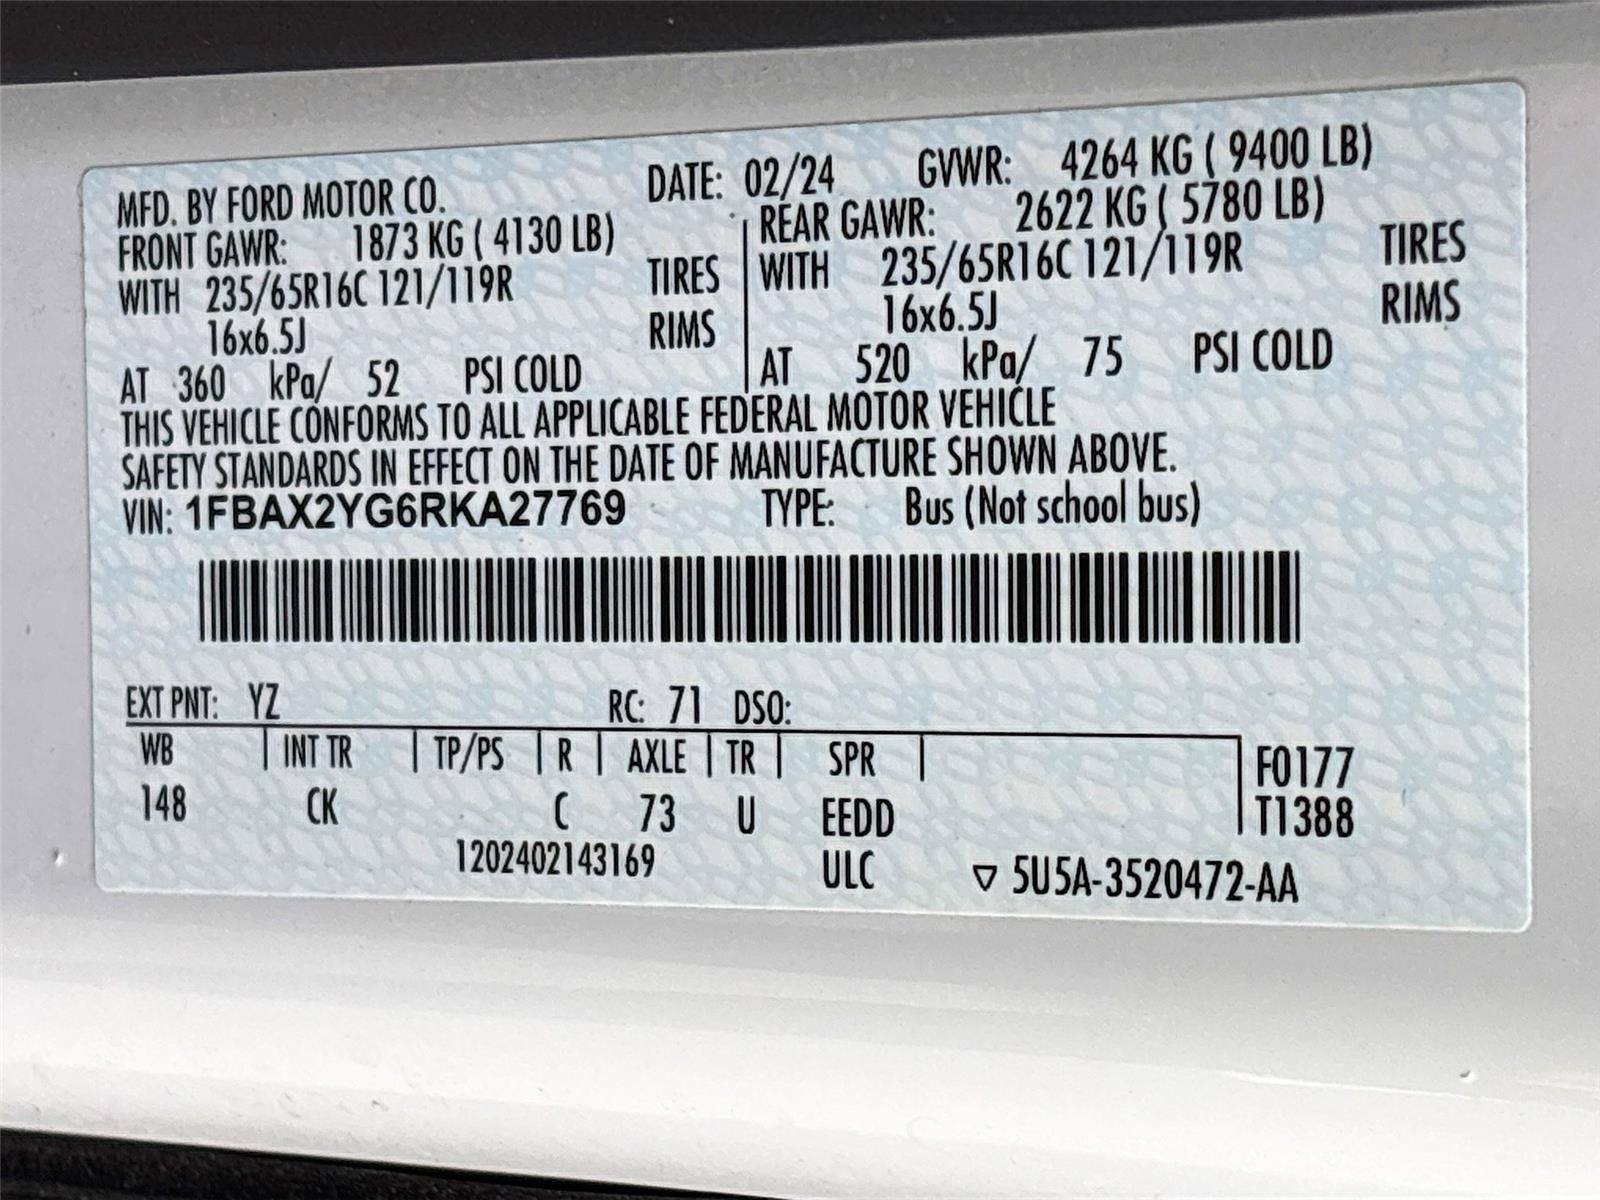 MFD. BY FORD MOTOR CO. DATE: 02/24 GVWR: 4264 KG ( 9400 LB)
FRONT GAWR: 1873 KG ( 4130 LB) REAR GAWR: 2622 KG ( 5780 LB)
WITH 235/65R16C 121/119R TIRES WITH 235/65R16C 121/119R TIRES
16x6.5J RIMS 16x6.5J RIMS
AT 360 kPa/ 52 PSI COLD AT 520 kPa/ 75 PSI COLD
THIS VEHICLE CONFORMS TO ALL APPLICABLE FEDERAL MOTOR VEHICLE
SAFETY STANDARDS IN EFFECT ON THE DATE OF MANUFACTURE SHOWN ABOVE.
VIN: 1FBAX2YG6RKA27769 TYPE: Bus (Not school bus)
EXT PNT: YZ RC: 71 DSO:
WB INT TR TP/PS R AXLE TR SPR F0177
148 CK C 73 U EEDD T1388
1202402143169 ULC ▽ 5U5A-3520472-AA